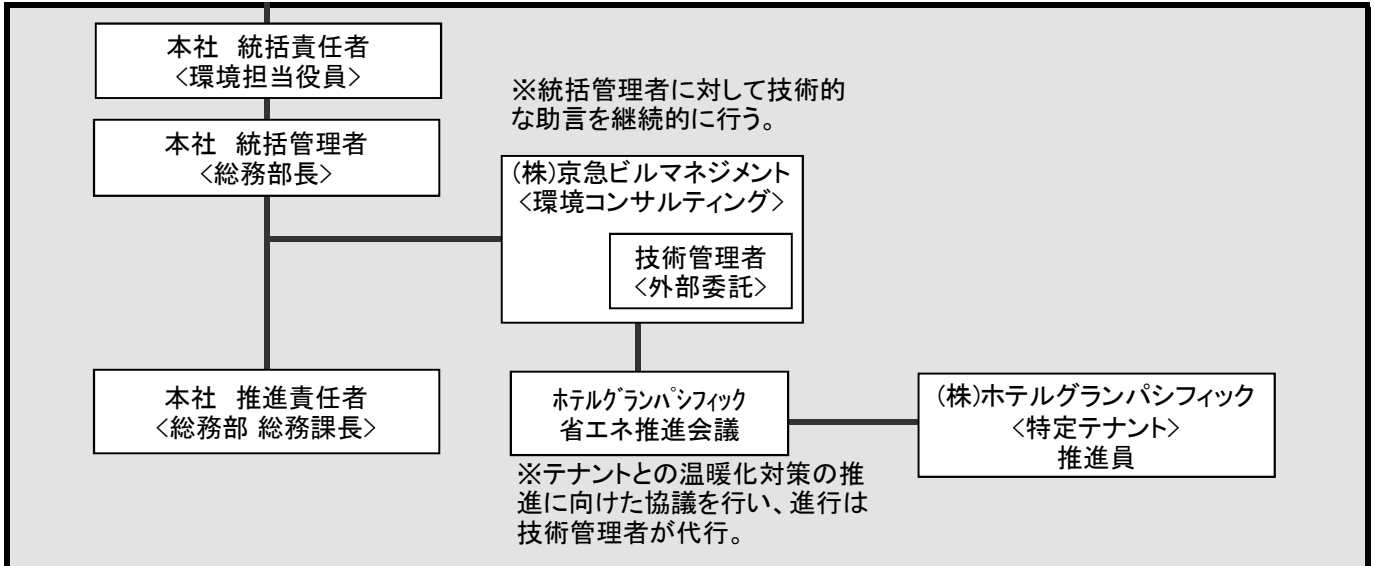 本社　統括責任者
<環境担当役員>
※統括管理者に対して技術的
な助言を継続的に行う。
本社　統括管理者
<総務部長>
(株)京急ビルマネジメント
<環境コンサルティング>
技術管理者
<外部委託>
本社　推進責任者
<総務部 総務課長>
ﾎﾃﾙｸﾞﾗﾝﾊﾟｼﾌｨｯｸ
省エネ推進会議
(株)ホテルグランパシフィック
<特定テナント>
推進員
※テナントとの温暖化対策の推
進に向けた協議を行い、進行は
技術管理者が代行。